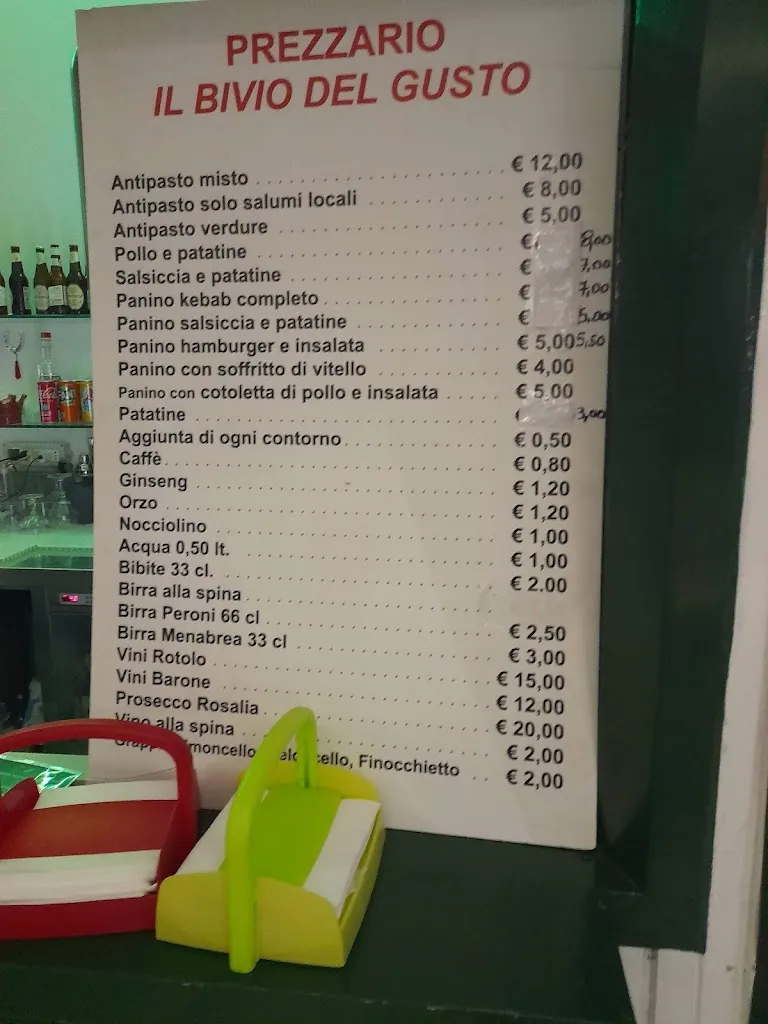 PREZZARIO
IL BIVIO DEL GUSTO
Antipasto misto € 12,00
Antipasto solo salumi locali € 8,00
Antipasto verdure € 5,00
Pollo e patatine € 8,00
Salsiccia e patatine € 7,00
Panino kebab completo € 7,00
Panino salsiccia e patatine € 5,00
Panino hamburger e insalata € 5,00 5,50
Panino con soffritto di vitello € 4,00
Panino con cotoletta di pollo e insalata € 5.00
Patatine 3,00
Aggiunta di ogni contorno € 0,50
Caffè € 0,80
Ginseng € 1,20
Orzo € 1,20
Nocciolino € 1,00
Acqua 0,50 lt. € 1,00
Bibite 33 cl. € 2.00
Birra alla spina
Birra Peroni 66 cl € 2,50
Birra Menabrea 33 cl € 3,00
Vini Rotolo € 15,00
Vini Barone € 12,00
Prosecco Rosalia € 20,00
Vino alla spina € 2,00
Finocchietto € 2,00